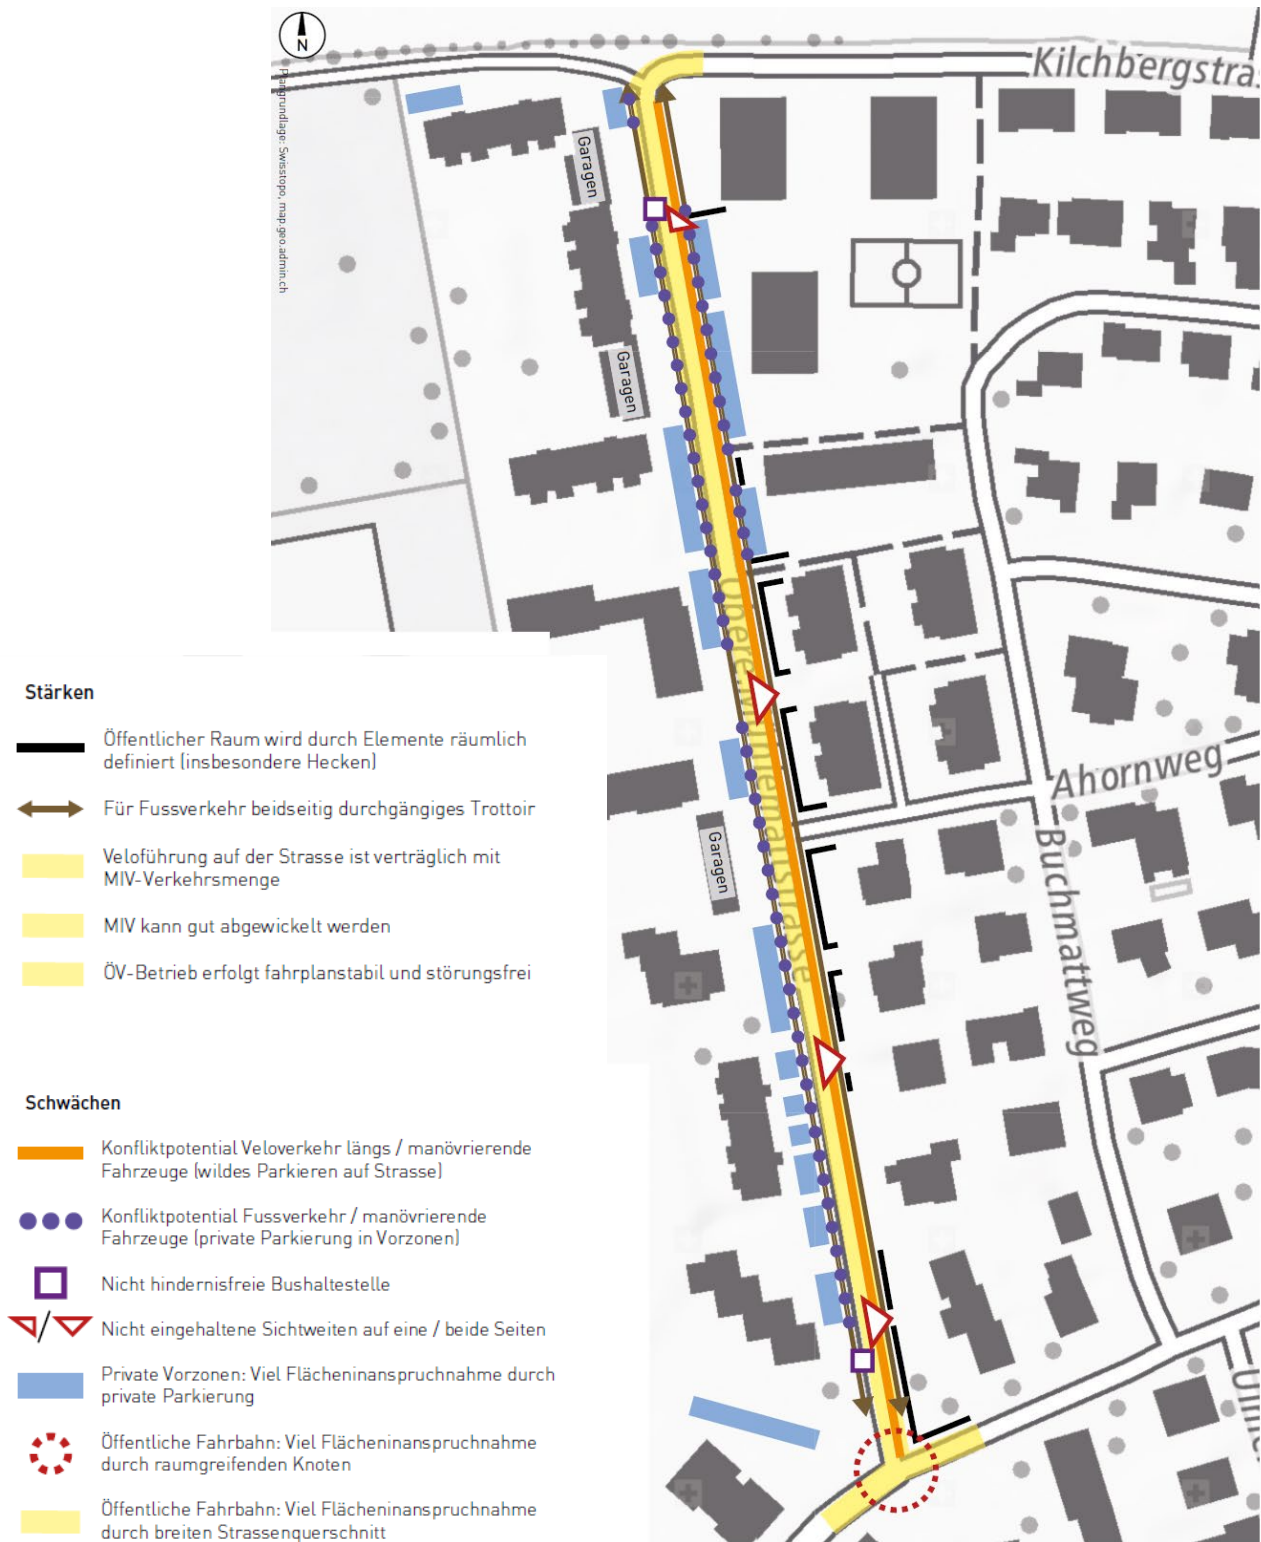 N
Plangrundlage: Swisstopo, map.geo.admin.ch
Kilchbergstra
Garagen
Garagen
Obere Mühlemattstrasse
Ahornweg
Buchmattweg
Garagen
Stärken
Öffentlicher Raum wird durch Elemente räumlich
definiert (insbesondere Hecken)
Für Fussverkehr beidseitig durchgängiges Trottoir
Veloführung auf der Strasse ist verträglich mit
MIV-Verkehrsmenge
MIV kann gut abgewickelt werden
ÖV-Betrieb erfolgt fahrplanstabil und störungsfrei
Schwächen
Konfliktpotential Veloverkehr längs / manövrierende
Fahrzeuge (wildes Parkieren auf Strasse)
Konfliktpotential Fussverkehr / manövrierende
Fahrzeuge (private Parkierung in Vorzonen)
Nicht hindernisfreie Bushaltestelle
Nicht eingehaltene Sichtweiten auf eine / beide Seiten
Private Vorzonen: Viel Flächeninanspruchnahme durch
private Parkierung
Öffentliche Fahrbahn: Viel Flächeninanspruchnahme
durch raumgreifenden Knoten
Öffentliche Fahrbahn: Viel Flächeninanspruchnahme
durch breiten Strassenquerschnitt